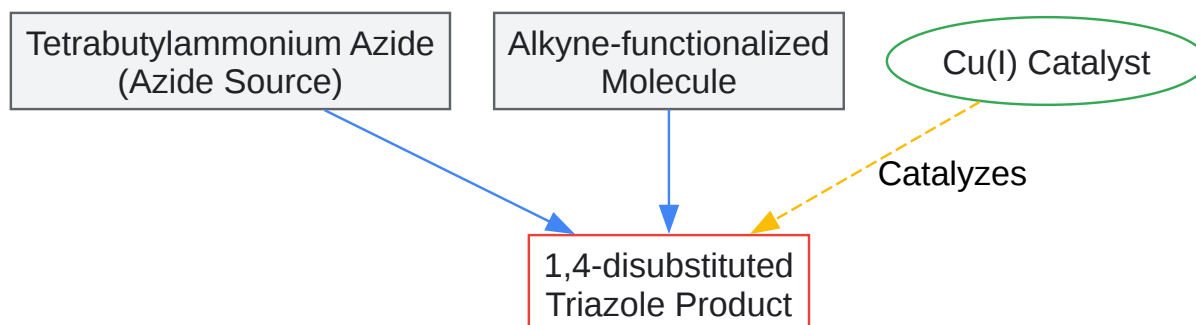 Tetrabutylammonium Azide
(Azide Source)
Alkyne-functionalized
Molecule
Cu(I) Catalyst
Catalyzes
1,4-disubstituted
Triazole Product